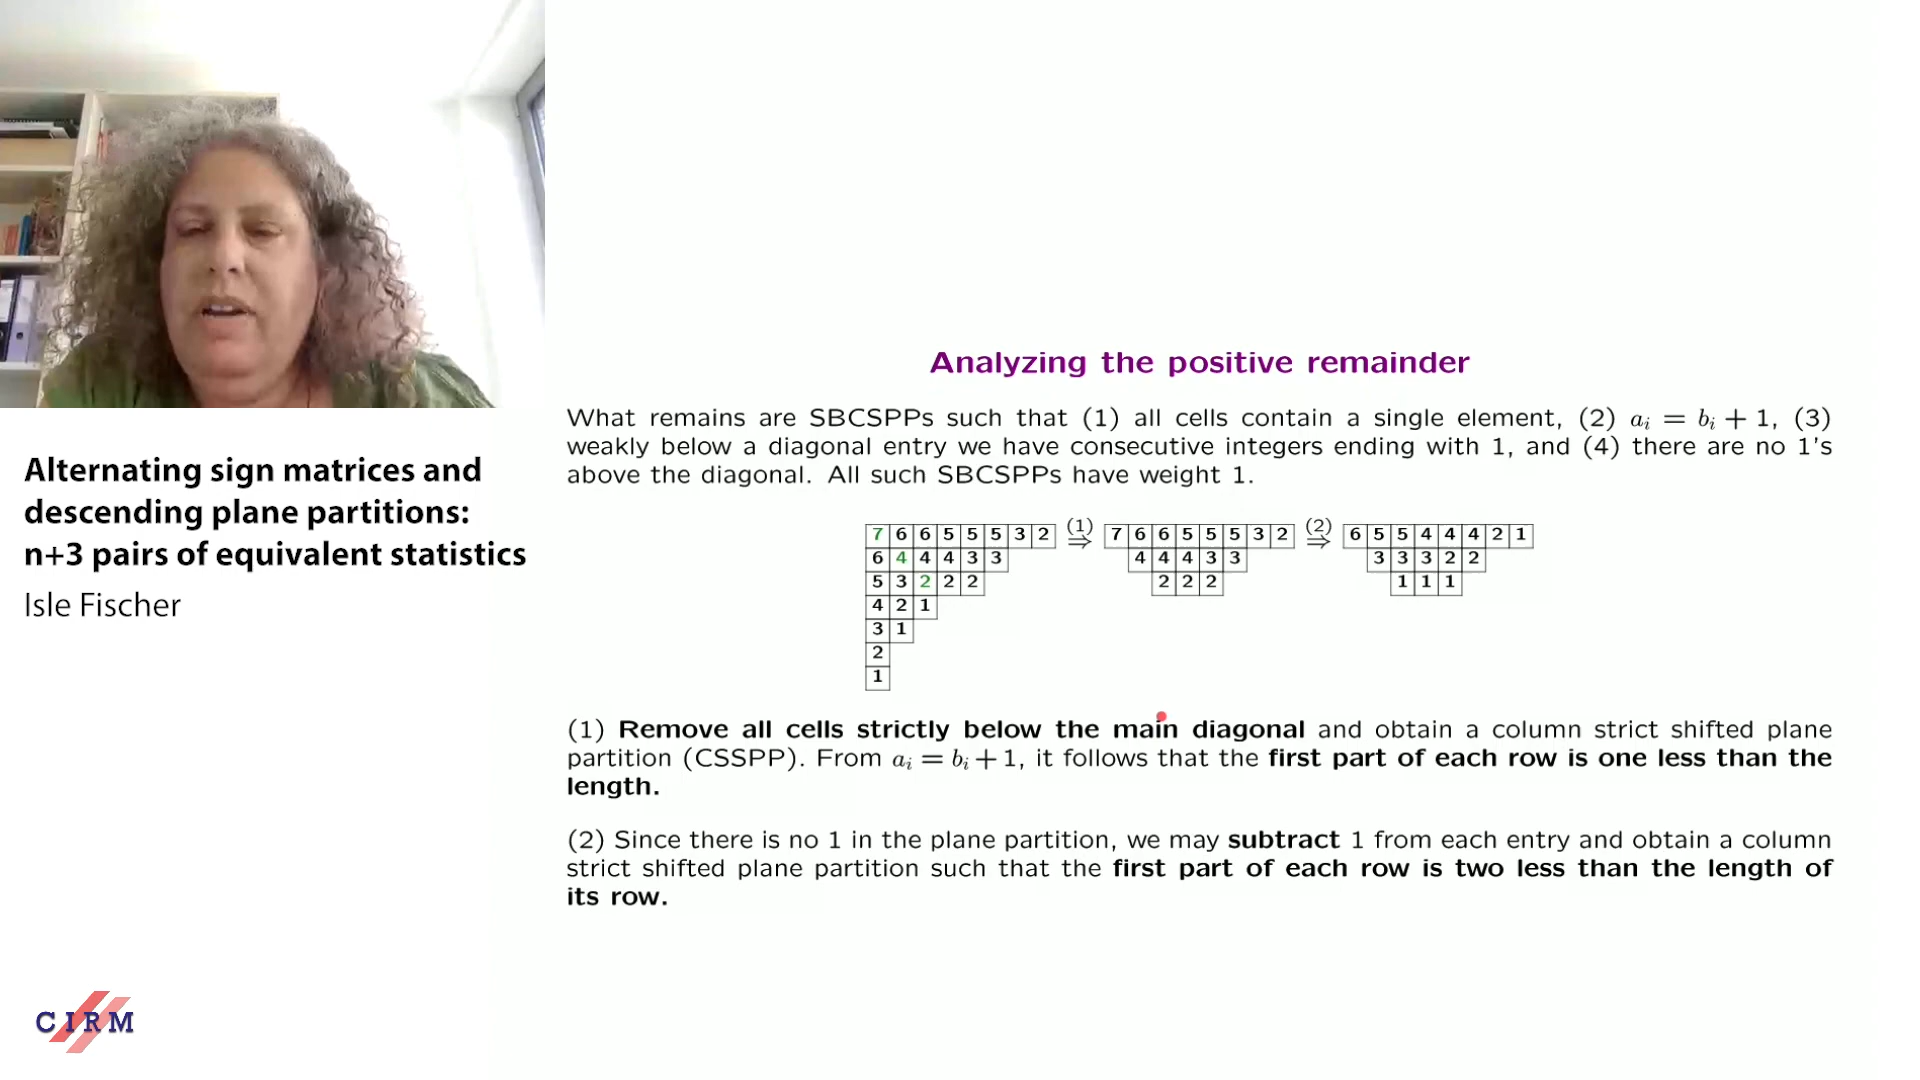 Alternating sign matrices and
descending plane partitions:
n+3 pairs of equivalent statistics
Isle Fischer
CIRM
Analyzing the positive remainder
What remains are SBCSPPs such that (1) all cells contain a single element, (2) aᵢ = bᵢ + 1, (3)
weakly below a diagonal entry we have consecutive integers ending with 1, and (4) there are no 1's
above the diagonal. All such SBCSPPs have weight 1.
7 6 6 5 5 5 3 2 (1) ⇒ 7 6 6 5 5 5 3 2 (2) ⇒ 6 5 5 4 4 4 2 1
6 4 4 4 3 3 4 4 4 3 3 3 3 3 2 2
5 3 2 2 2 2 2 2 1 1 1
4 2 1
3 1
2
1
(1) Remove all cells strictly below the main diagonal and obtain a column strict shifted plane
partition (CSSPP). From aᵢ = bᵢ + 1, it follows that the first part of each row is one less than the
length.
(2) Since there is no 1 in the plane partition, we may subtract 1 from each entry and obtain a column
strict shifted plane partition such that the first part of each row is two less than the length of
its row.